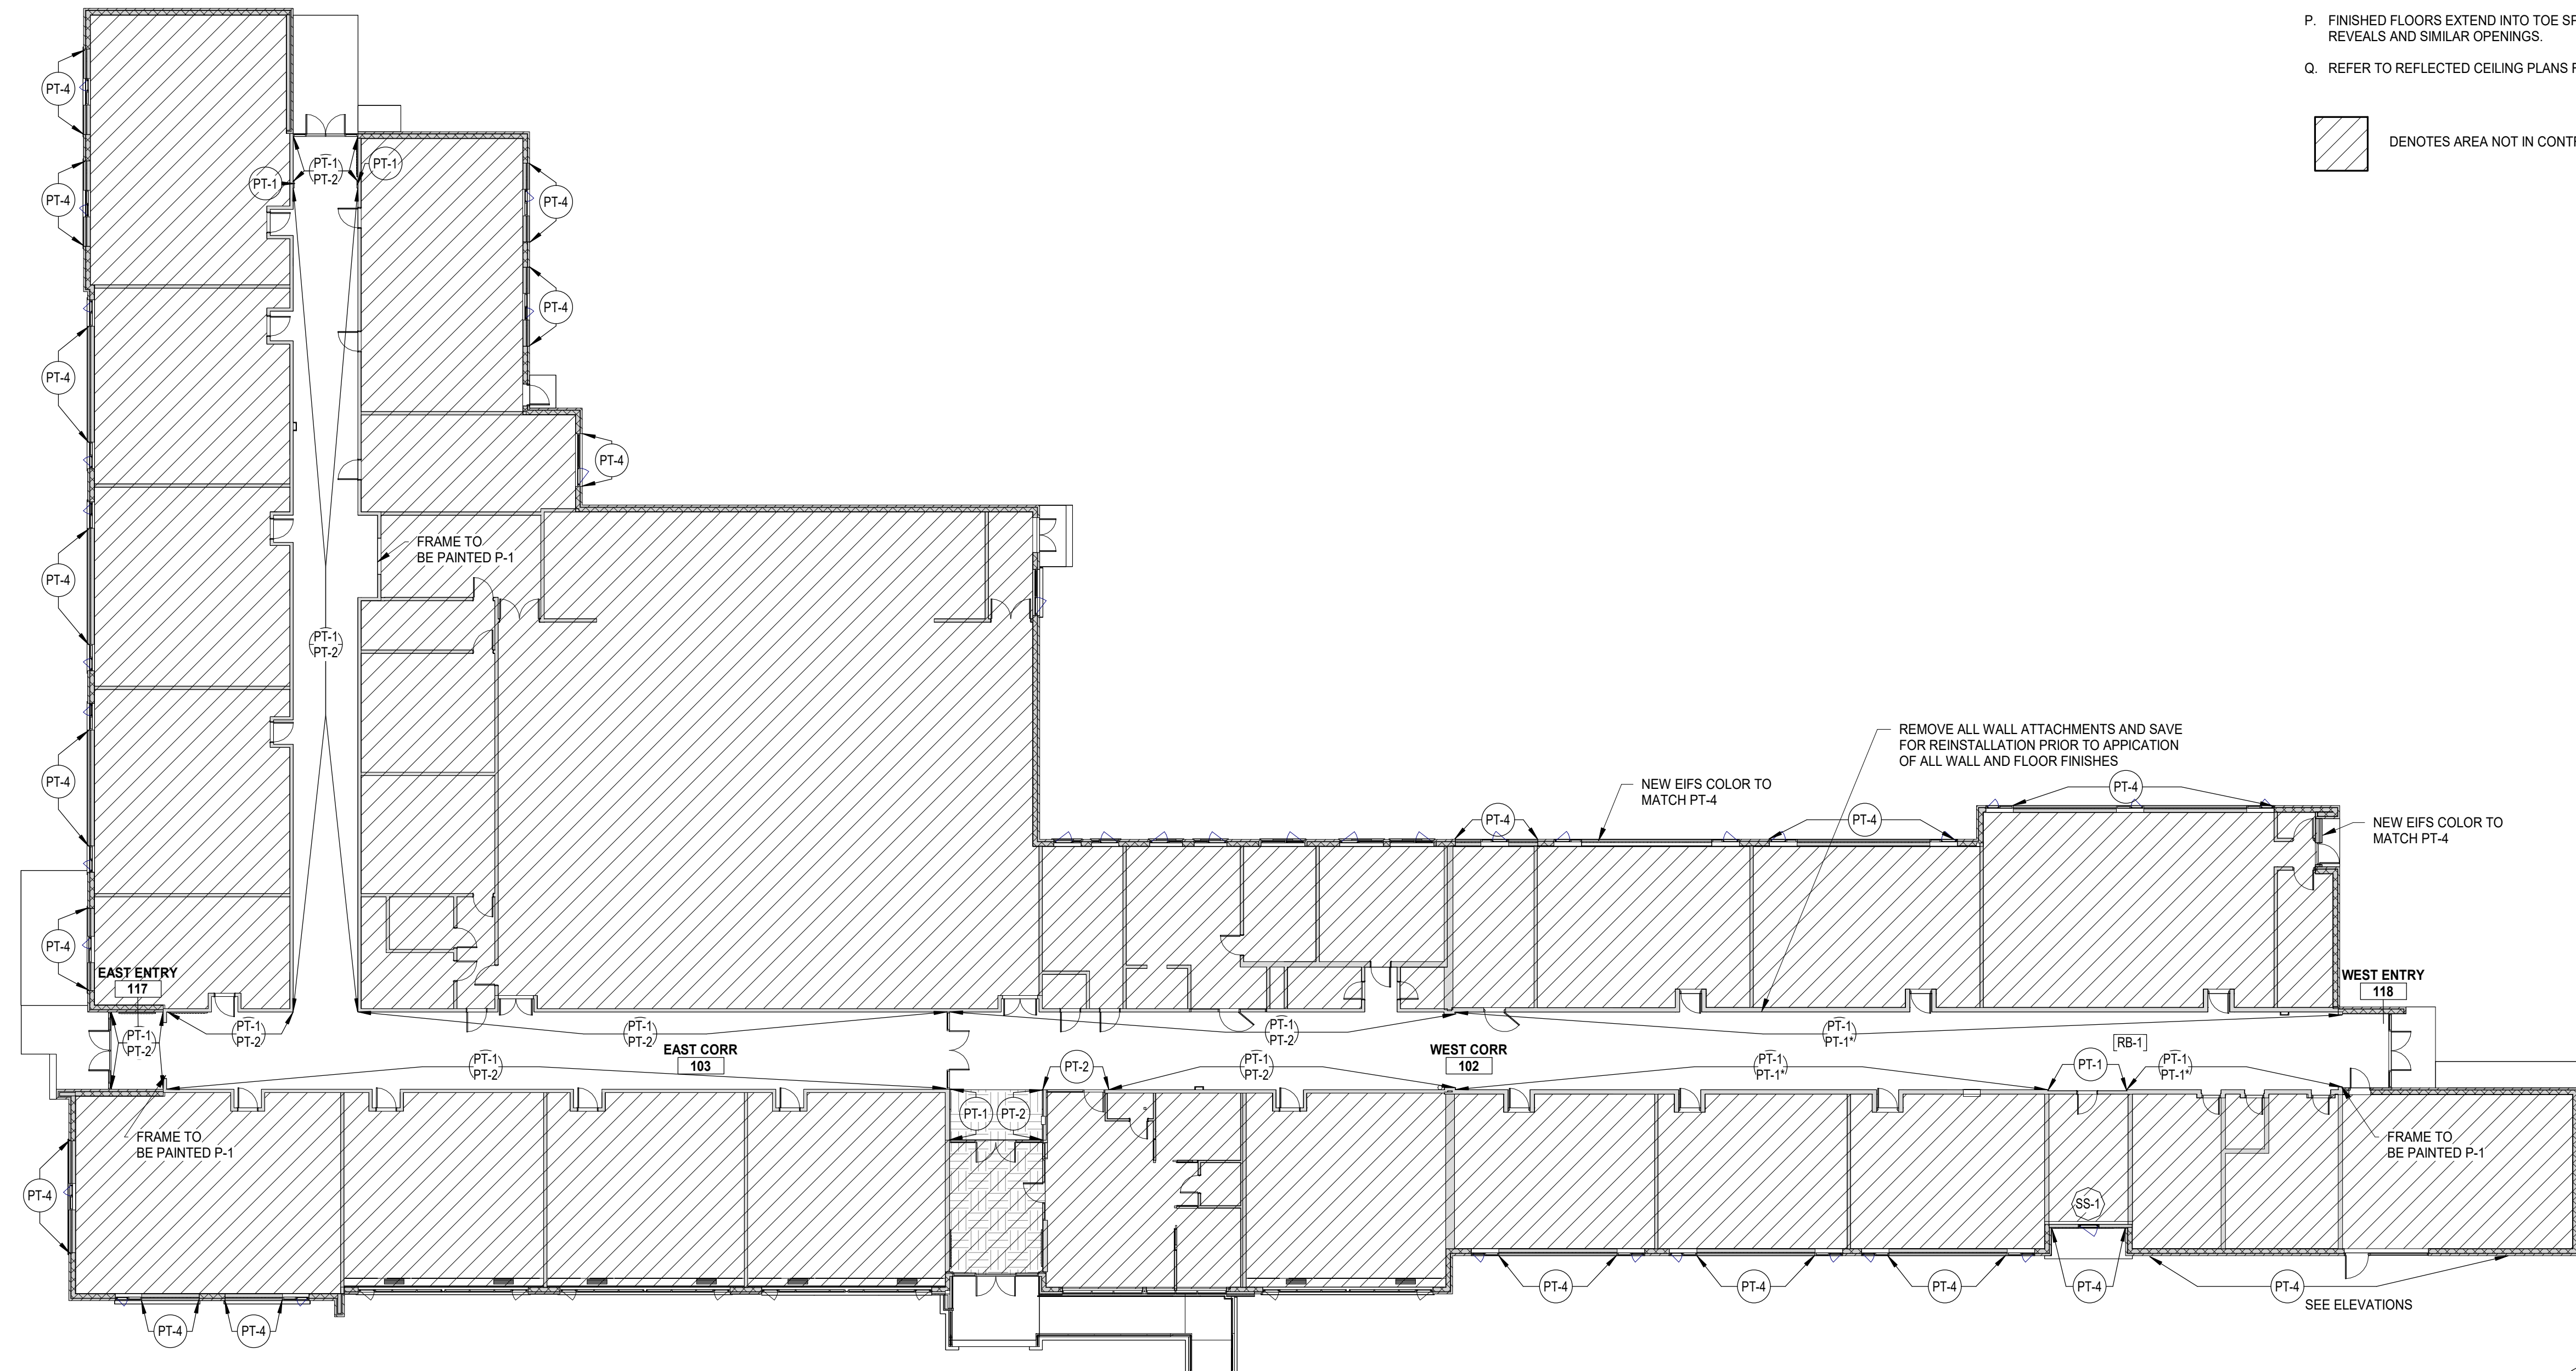 P. FINISHED FLOORS EXTEND INTO TOE
REVEALS AND SIMILAR OPENINGS.
Q. REFER TO REFLECTED CEILING PLANS
DENOTES AREA NOT IN
PT-4
PT-1
PT-2
PT-1
PT-1
PT-4
PT-4
PT-4
PT-4
PT-4
FRAME TO
BE PAINTED P-1
PT-4
PT-4
PT-1
PT-2
REMOVE ALL WALL ATTACHMENTS AND SAVE
FOR REINSTALLATION PRIOR TO APPICATION
OF ALL WALL AND FLOOR FINISHES
PT-4
NEW EIFS COLOR TO
MATCH PT-4
PT-4
PT-4
PT-4
NEW EIFS COLOR TO
MATCH PT-4
PT-4
EAST ENTRY
117
WEST ENTRY
118
PT-1
PT-2
PT-1
PT-2
PT-1
PT-2
PT-1
PT-2
PT-1
PT-1*
EAST CORR
103
WEST CORR
102
[RB-1]
PT-1
PT-2
PT-2
PT-1
PT-2
PT-1
PT-1*
PT-1
PT-1
PT-1*
PT-1
PT-2
FRAME TO
BE PAINTED P-1
FRAME TO
BE PAINTED P-1
PT-4
SS-1
PT-4
PT-4
PT-4
PT-4
PT-4
SEE ELEVATIONS
PT-4
PT-4